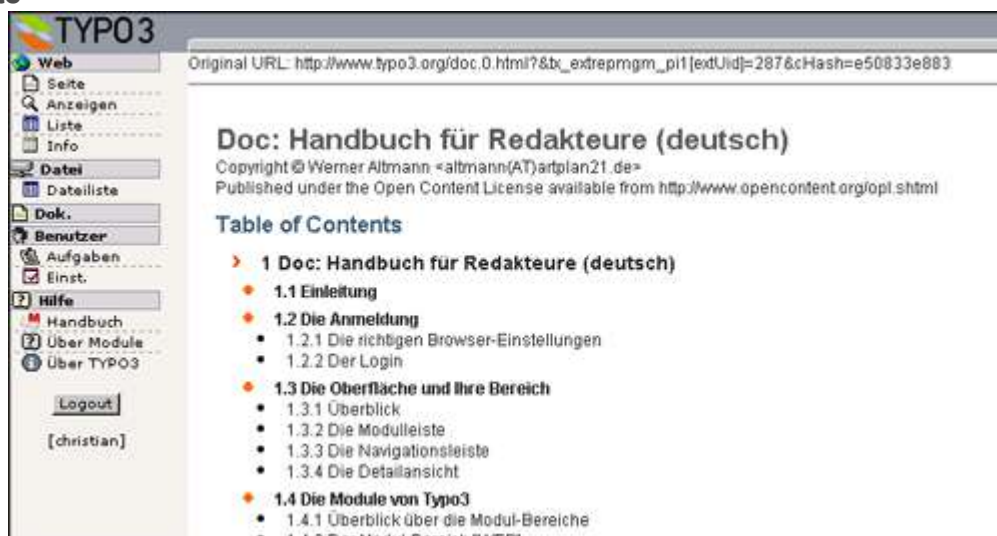 TYPO3
Web
Seite
Anzeigen
Liste
Info
Datei
Dateiliste
Dok.
Benutzer
Aufgaben
Einst.
Hilfe
Handbuch
Über Module
Über TYPO3
Logout
[christian]
Original URL: http://www.typo3.org/doc.0.html?&tx_extrepmgm_pi1[extUid]=287&cHash=e50833e883
Doc: Handbuch für Redakteure (deutsch)
Copyright © Werner Altmann <altmann(AT)artplan21.de>
Published under the Open Content License available from http://www.opencontent.org/opl.shtml
Table of Contents
1 Doc: Handbuch für Redakteure (deutsch)
1.1 Einleitung
1.2 Die Anmeldung
1.2.1 Die richtigen Browser-Einstellungen
1.2.2 Der Login
1.3 Die Oberfläche und Ihre Bereich
1.3.1 Überblick
1.3.2 Die Modulleiste
1.3.3 Die Navigationsleiste
1.3.4 Die Detailansicht
1.4 Die Module von Typo3
1.4.1 Überblick über die Modul-Bereiche